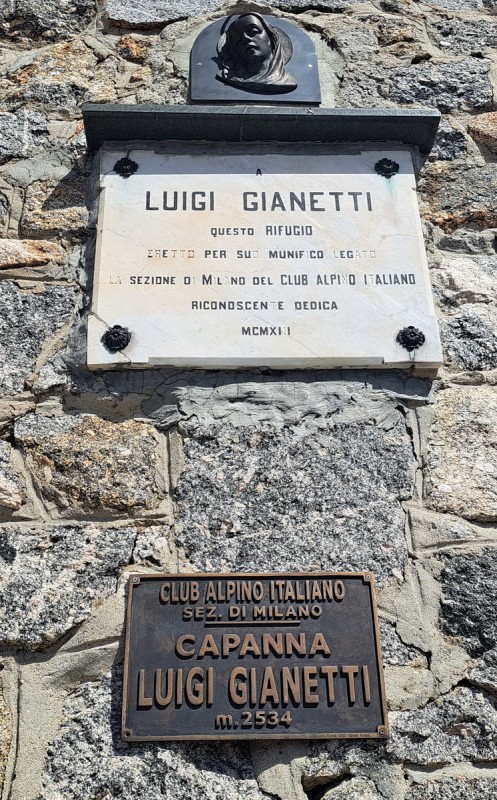 A
LUIGI GIANETTI
QUESTO RIFUGIO
ERETTO PER SUO MUNIFICO LEGATO
LA SEZIONE DI MILANO DEL CLUB ALPINO ITALIANO
RICONOSCENTE DEDICA
MCMXIII
CLUB ALPINO ITALIANO
SEZ. DI MILANO
CAPANNA
LUIGI GIANETTI
m. 2534